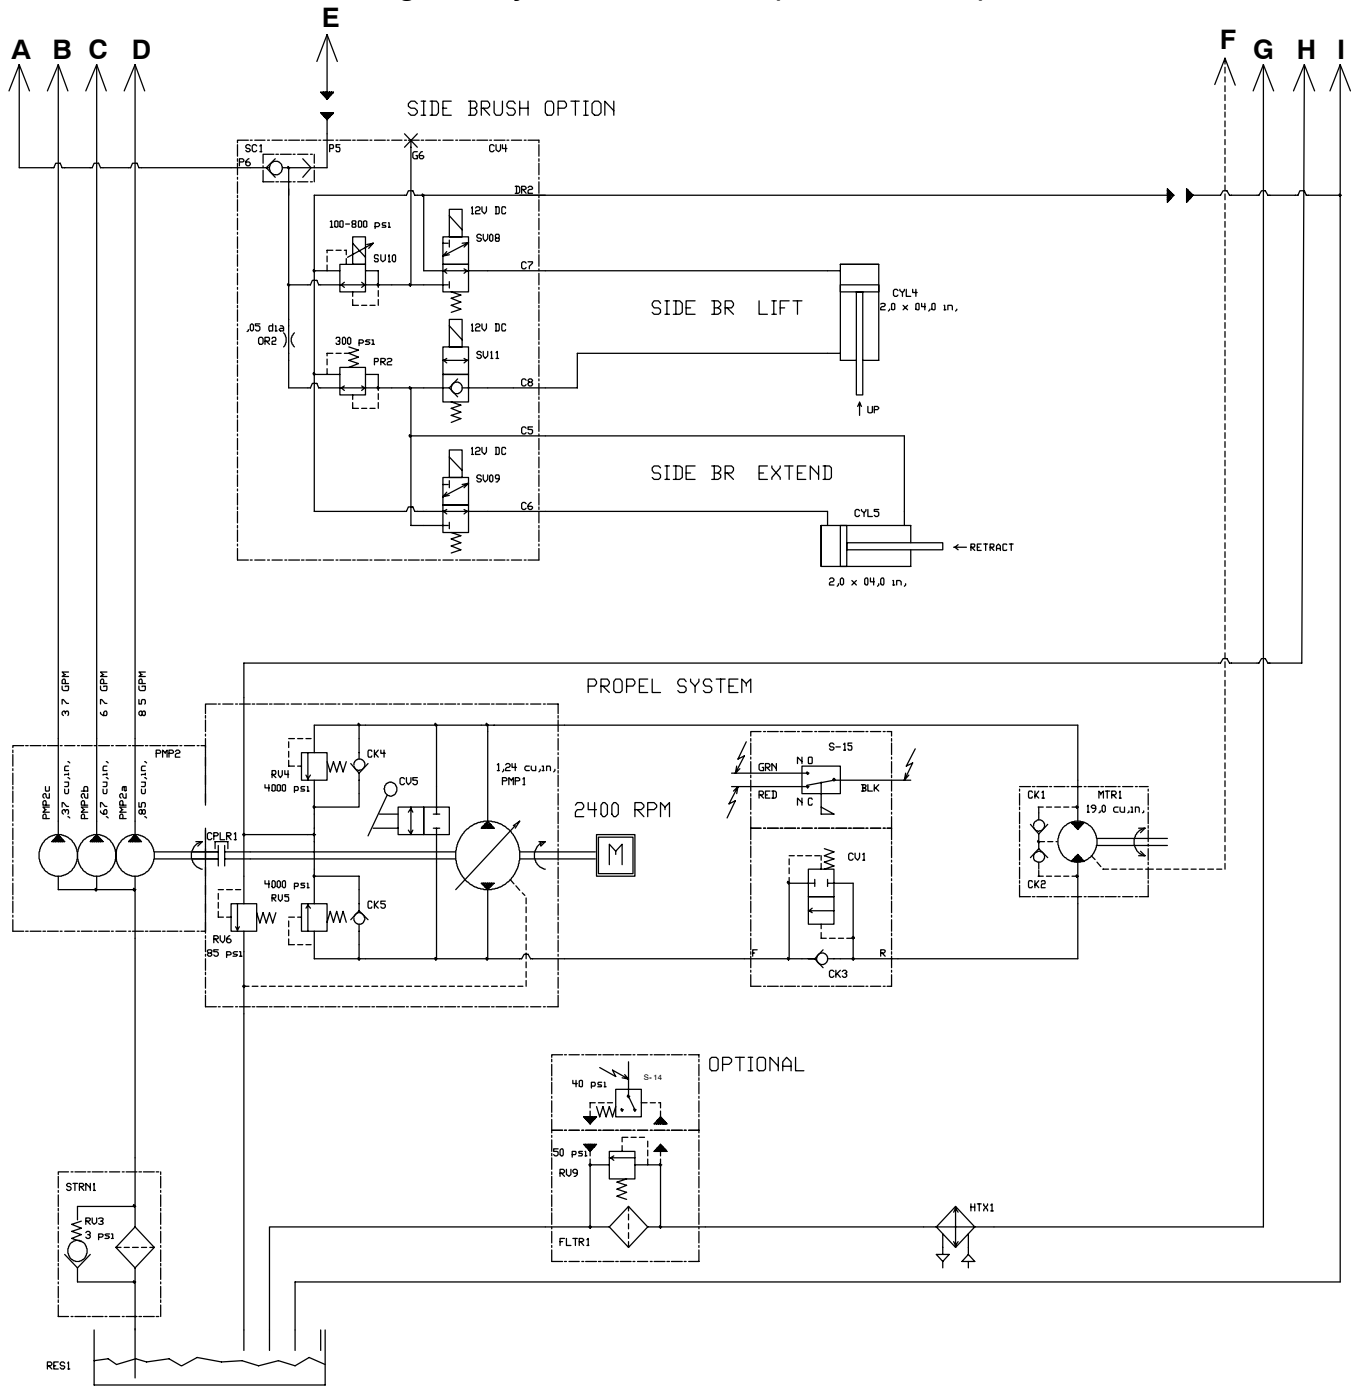 E
A B C D
F G H I
SIDE BRUSH OPTION
SC1
P5
P6
G6
CV4
DR2
12V DC
100-800 psi
SV08
SV10
C7
CYL4
2,0 x 04,0 in,
SIDE BR LIFT
,05 dia
OR2
12V DC
300 psi
SV11
PR2
C8
UP
C5
12V DC
SIDE BR EXTEND
SV09
C6
CYL5
RETRACT
2,0 x 04,0 in,
3 7 GPM
6 7 GPM
8 5 GPM
PROPEL SYSTEM
PMP2
PMP2c
,37 cu,in,
PMP2b
,67 cu,in,
PMP2a
,85 cu,in,
CK4
RV4
4000 psi
CV5
1,24 cu,in,
PMP1
2400 RPM
M
CPLR1
S-15
N O
GRN
RED
N C
BLK
CK1
MTR1
19,0 cu,in,
CK2
CV1
4000 psi
RV5
CK5
RV6
85 psi
F
R
CK3
OPTIONAL
S-14
40 psi
50 psi
RV9
FLTR1
HTX1
STRN1
RV3
3 psi
RES1